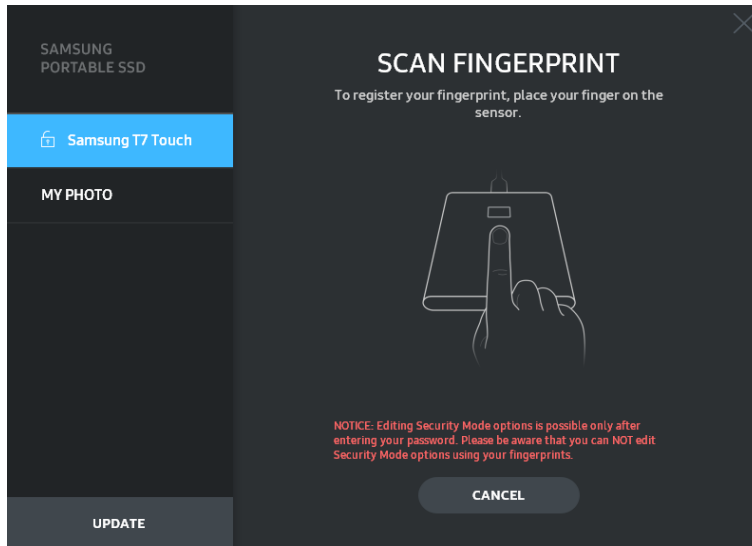 SAMSUNG
PORTABLE SSD
Samsung T7 Touch
MY PHOTO
UPDATE
SCAN FINGERPRINT
To register your fingerprint, place your finger on the
sensor.
NOTICE: Editing Security Mode options is possible only after
entering your password. Please be aware that you can NOT edit
Security Mode options using your fingerprints.
CANCEL